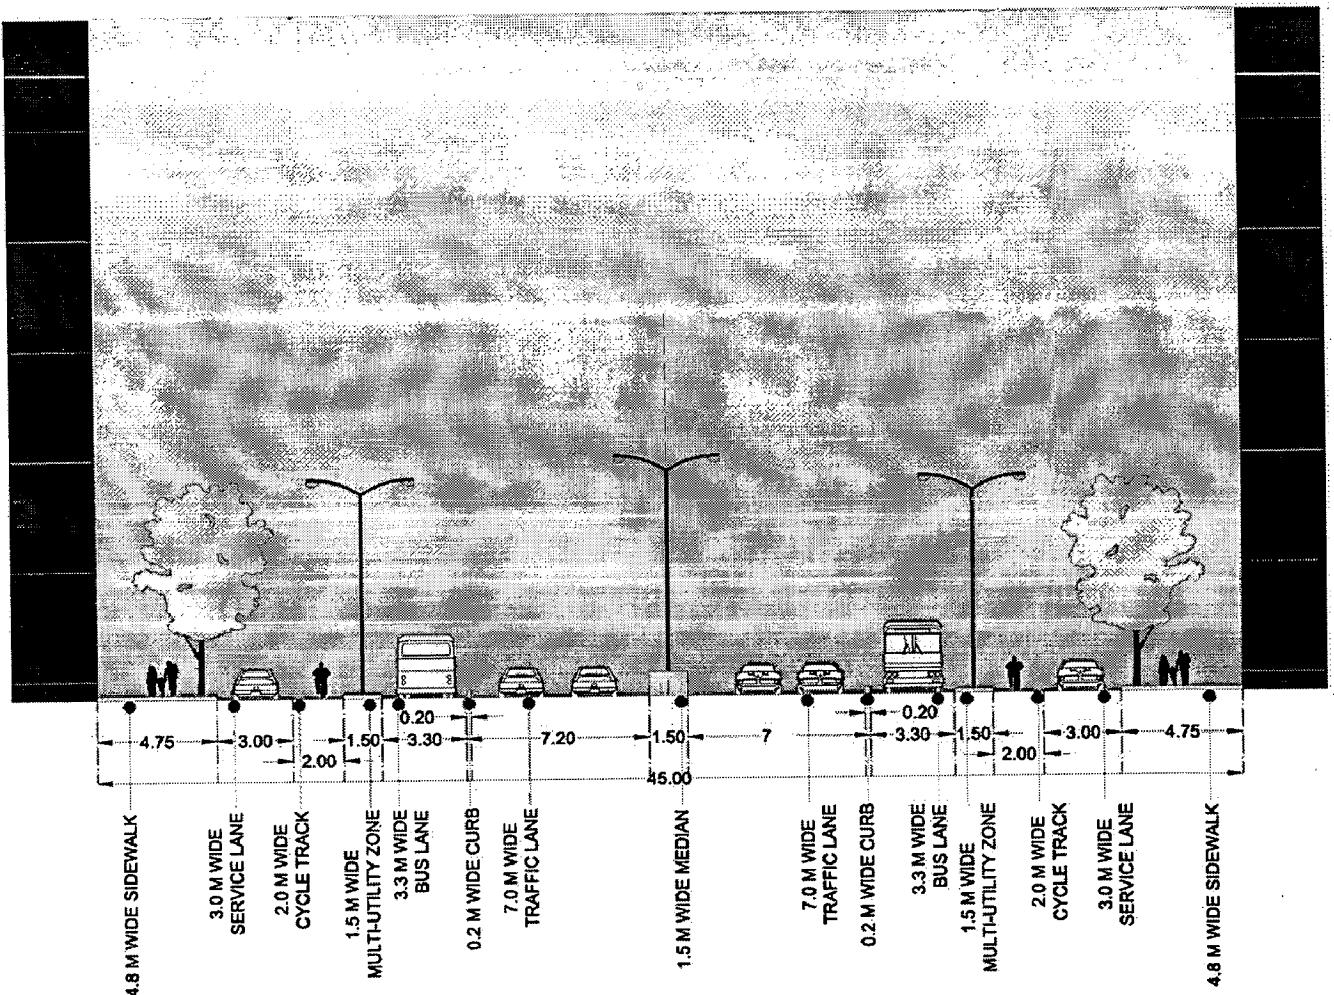 0.20
0.20
4.75
3.00
1.50
3.30
7.20
1.50
7
3.30
1.50
3.00
4.75
2.00
2.00
45.00
4.8 M WIDE SIDEWALK
3.0 M WIDE
SERVICE LANE
2.0 M WIDE
CYCLE TRACK
1.5 M WIDE
MULTI-UTILITY ZONE
3.3 M WIDE
BUS LANE
0.2 M WIDE CURB
7.0 M WIDE
TRAFFIC LANE
1.5 M WIDE MEDIAN
7.0 M WIDE
TRAFFIC LANE
0.2 M WIDE CURB
3.3 M WIDE
BUS LANE
1.5 M WIDE
MULTI-UTILITY ZONE
2.0 M WIDE
CYCLE TRACK
3.0 M WIDE
SERVICE LANE
4.8 M WIDE SIDEWALK